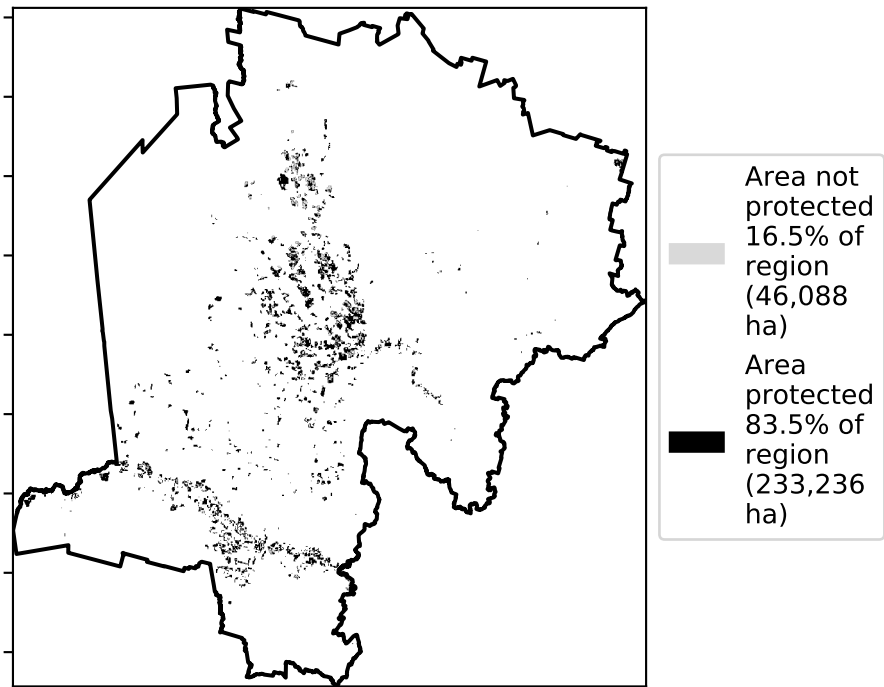 Area not
protected
16.5% of
region
(46,088
ha)
Area
protected
83.5% of
region
(233,236
ha)